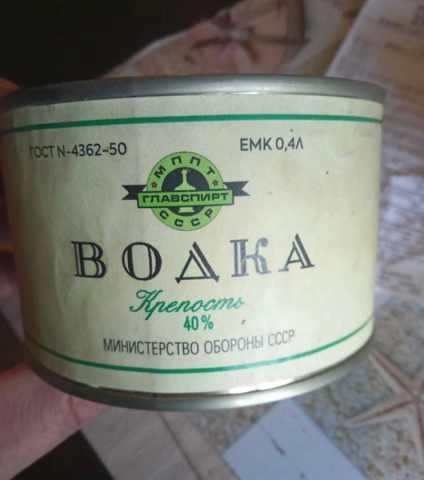 ГОСТ N-4362-50
ЕМК 0,4Л
МППТ
ГЛАВСПИРТ
СССР
ВОДКА
Крепость
40%
МИНИСТЕРСТВО ОБОРОНЫ СССР